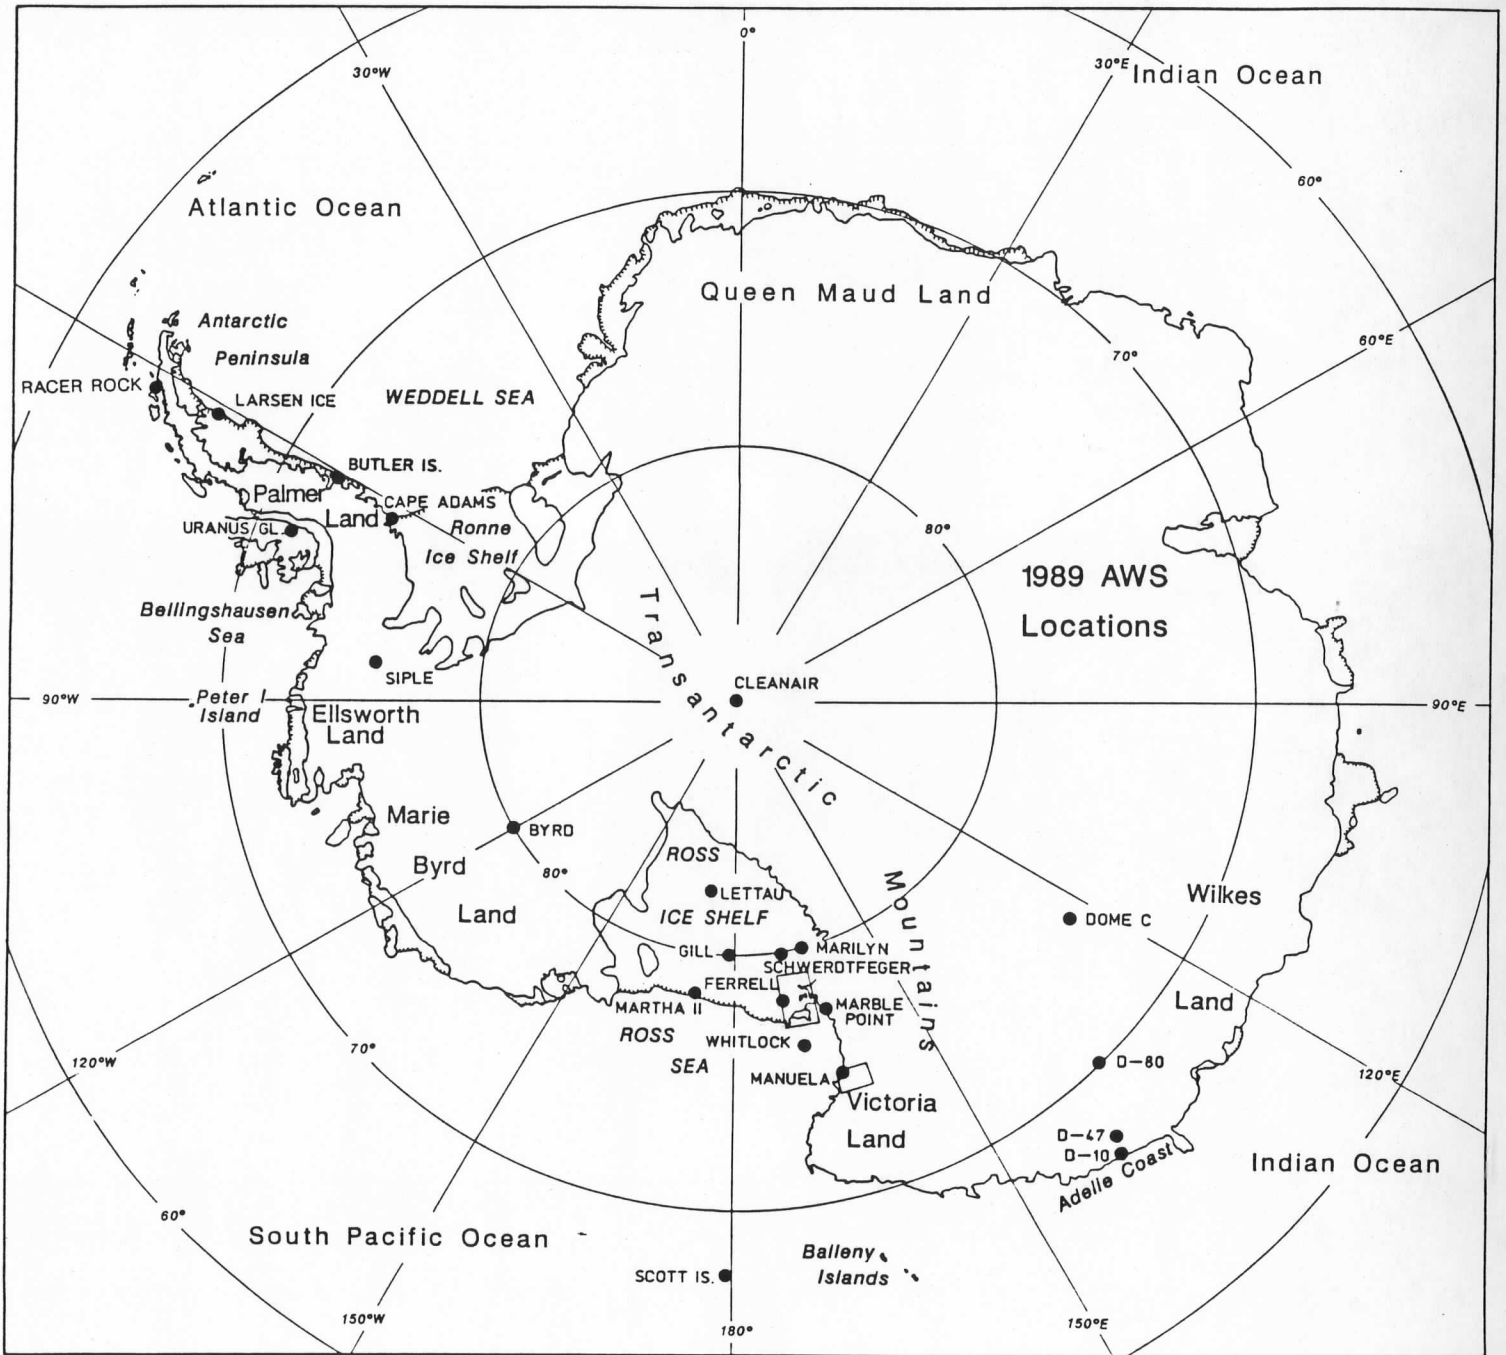 0°
30°W
30°E
Indian Ocean
60°
Atlantic Ocean
Queen Maud Land
Antarctic
Peninsula
60°E
70°
RACER ROCK
LARSEN ICE
WEDDELL SEA
BUTLER IS.
Palmer
Land
CAPE ADAMS
Ronne
Ice Shelf
URANUS GL.
80°
1989 AWS
Locations
Bellingshausen
Sea
SIPLE
CLEANAIR
90°W
Peter I
Island
90°E
Ellsworth
Land
Transantarctic
Mountains
Marie
Byrd
Land
BYRD
80°
ROSS
ICE SHELF
LETTAU
Wilkes
Land
DOME C
GILL
MARILYN
SCHWERDTFEGER
FERRELL
MARTHA II
MARBLE
POINT
ROSS
SEA
WHITLOCK
70°
120°W
MANUELA
D-80
120°E
Victoria
Land
D-47
D-10
Adelie Coast
Indian Ocean
60°
South Pacific Ocean
Balleny
Islands
SCOTT IS.
150°W
180°
150°E